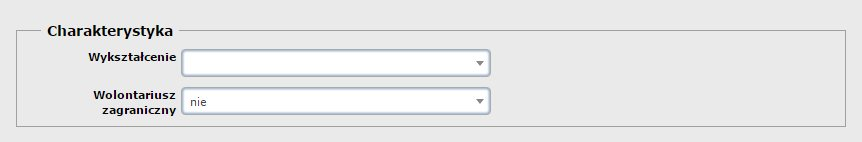 Charakterystyka
Wykształcenie
Wolontariusz
zagraniczny
nie